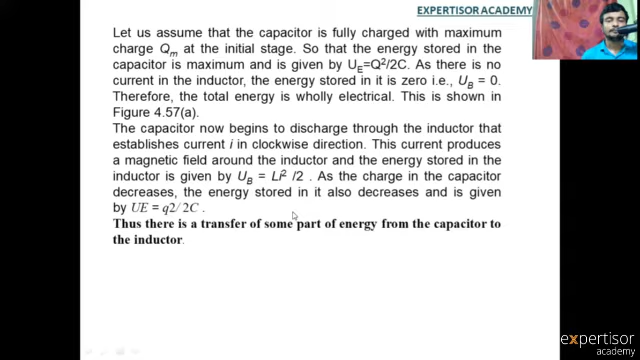 EXPERTISOR ACADEMY
Let us assume that the capacitor is fully charged with maximum
charge Qm at the initial stage. So that the energy stored in the
capacitor is maximum and is given by UE=Q²/2C. As there is no
current in the inductor, the energy stored in it is zero i.e., UB = 0.
Therefore, the total energy is wholly electrical. This is shown in
Figure 4.57(a).
The capacitor now begins to discharge through the inductor that
establishes current i in clockwise direction. This current produces
a magnetic field around the inductor and the energy stored in the
inductor is given by UB = Li² /2. As the charge in the capacitor
decreases, the energy stored in it also decreases and is given
by UE = q2/ 2C .
Thus there is a transfer of some part of energy from the capacitor to
the inductor.
expertisor
academy